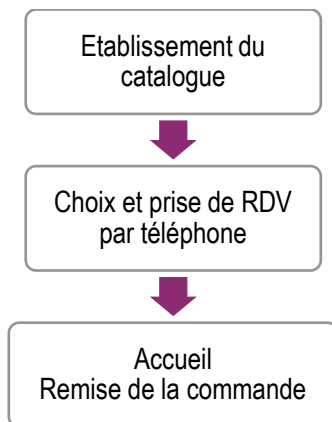 Etablissement du
catalogue
Choix et prise de RDV
par téléphone
Accueil
Remise de la commande